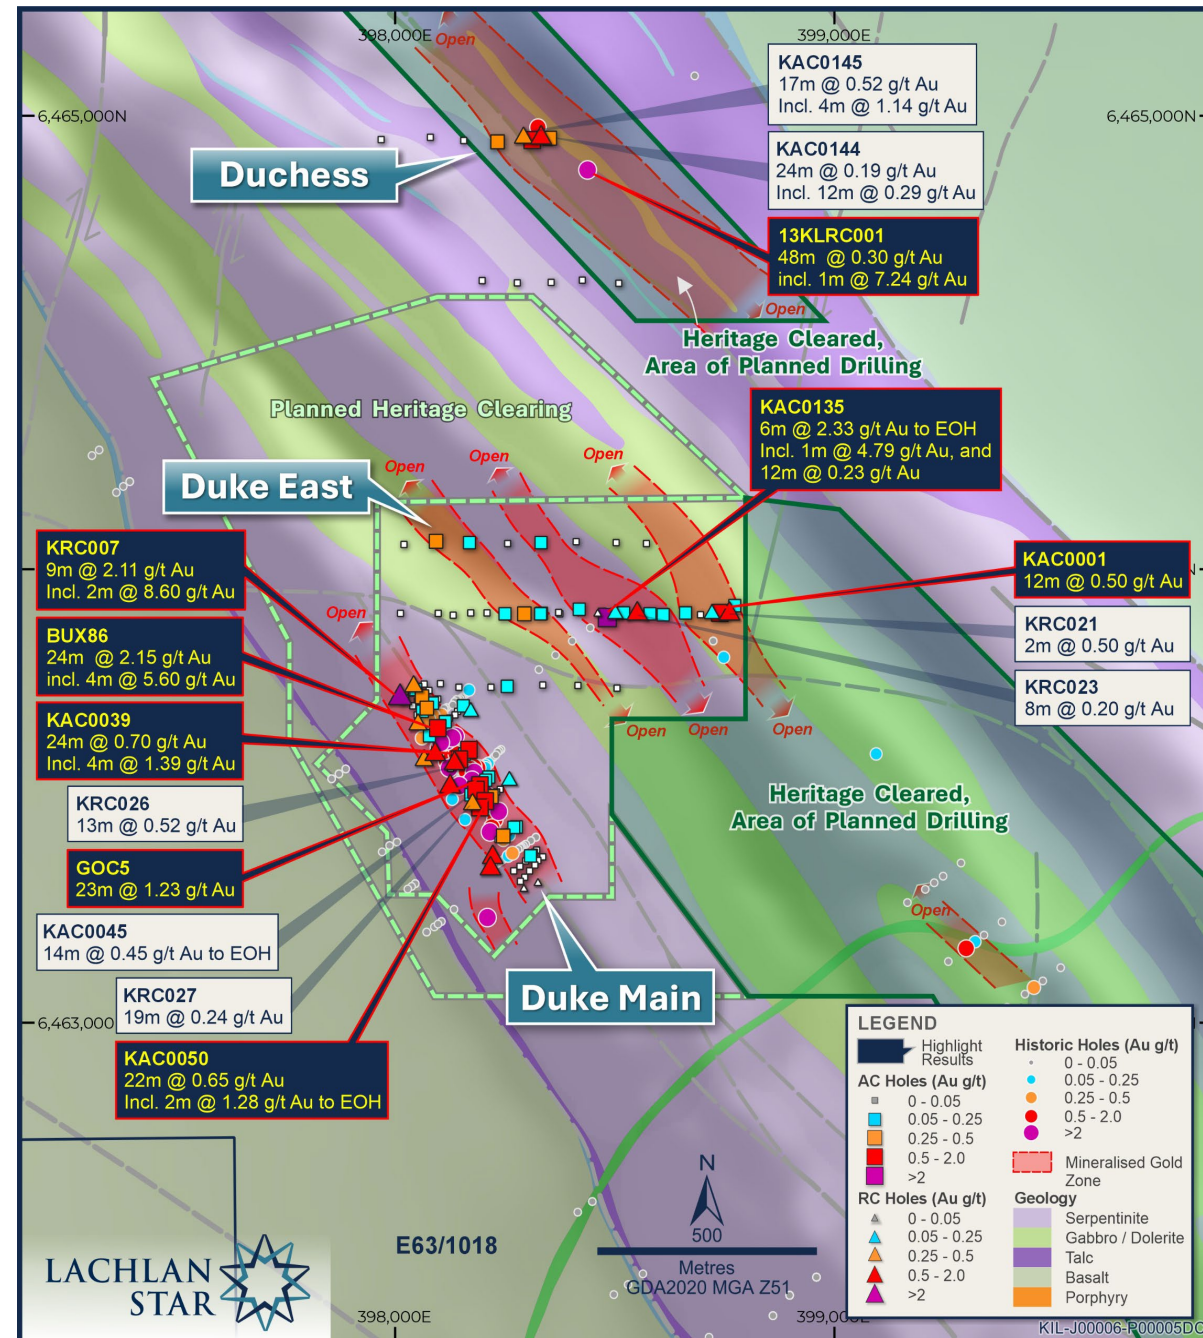 398,000E
399,000E
Open
6,465,000N
6,465,000N
KAC0145
17m @ 0.52 g/t Au
Incl. 4m @ 1.14 g/t Au
KAC0144
24m @ 0.19 g/t Au
Incl. 12m @ 0.29 g/t Au
Duchess
13KLRC001
48m @ 0.30 g/t Au
incl. 1m @ 7.24 g/t Au
Open
Heritage Cleared,
Area of Planned Drilling
Planned Heritage Clearing
KAC0135
6m @ 2.33 g/t Au to EOH
Incl. 1m @ 4.79 g/t Au, and
12m @ 0.23 g/t Au
Open
Open
Open
Duke East
KRC007
9m @ 2.11 g/t Au
Incl. 2m @ 8.60 g/t Au
KAC0001
12m @ 0.50 g/t Au
N
Open
BUX86
24m @ 2.15 g/t Au
incl. 4m @ 5.60 g/t Au
KRC021
2m @ 0.50 g/t Au
KRC023
8m @ 0.20 g/t Au
KAC0039
24m @ 0.70 g/t Au
Incl. 4m @ 1.39 g/t Au
Open
Open
Open
KRC026
13m @ 0.52 g/t Au
Heritage Cleared,
Area of Planned Drilling
GOC5
23m @ 1.23 g/t Au
Open
KAC0045
14m @ 0.45 g/t Au to EOH
KRC027
19m @ 0.24 g/t Au
Duke Main
6,463,000
KAC0050
22m @ 0.65 g/t Au
Incl. 2m @ 1.28 g/t Au to EOH
LEGEND
Highlight
Results
AC Holes (Au g/t)
0 - 0.05
0.05 - 0.25
0.25 - 0.5
0.5 - 2.0
>2
RC Holes (Au g/t)
0 - 0.05
0.05 - 0.25
0.25 - 0.5
0.5 - 2.0
>2
Historic Holes (Au g/t)
0 - 0.05
0.05 - 0.25
0.25 - 0.5
0.5 - 2.0
>2
Mineralised Gold
Zone
Geology
Serpentinite
Gabbro / Dolerite
Talc
Basalt
Porphyry
N
500
Metres
GDA2020 MGA Z51
E63/1018
LACHLAN
STAR
398,000E
399,000E
KIL-J00006-P00005DC